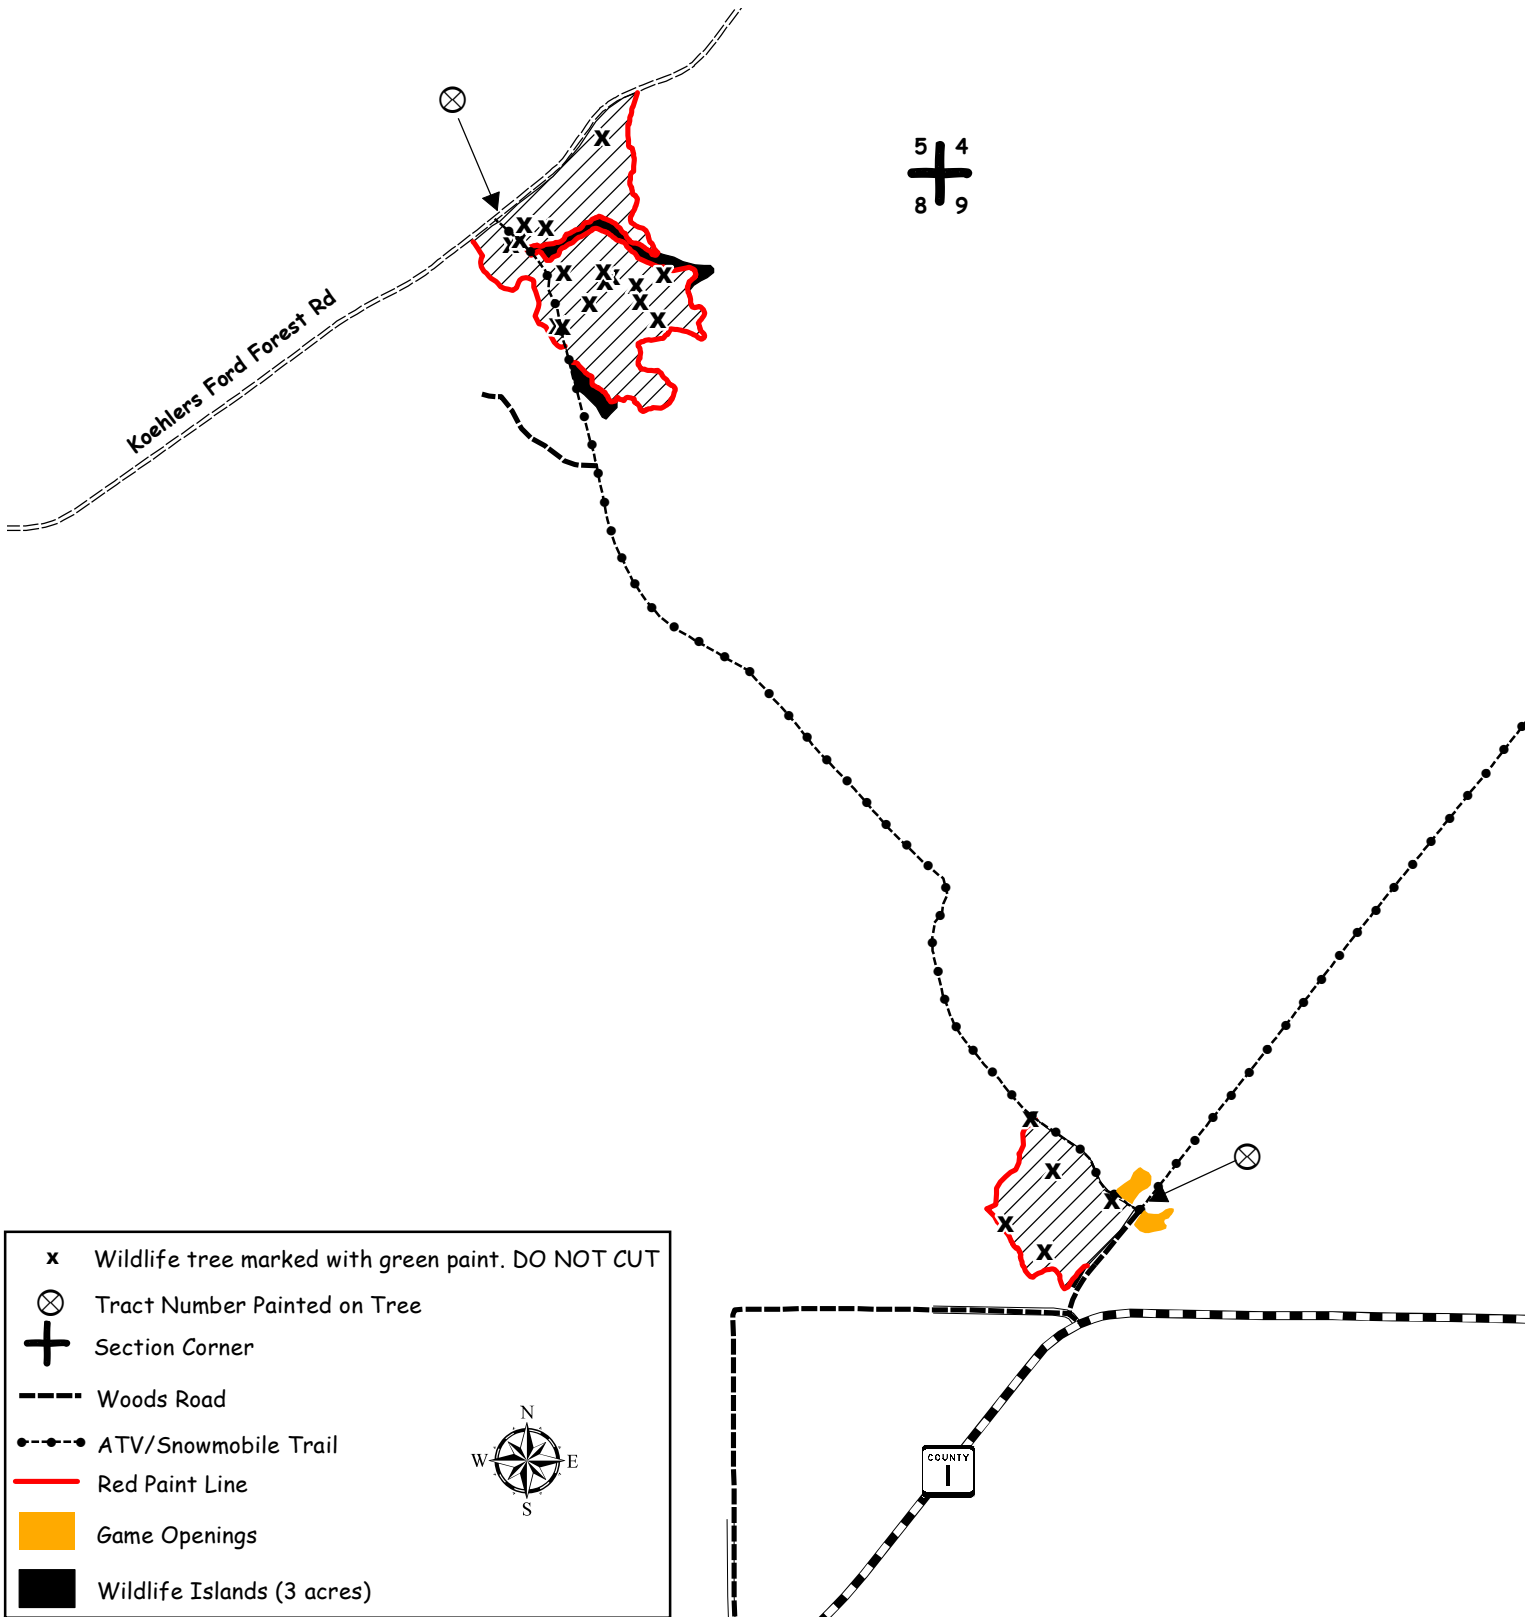 5 4
8 9
Koehlers Ford Forest Rd
x Wildlife tree marked with green paint. DO NOT CUT
Tract Number Painted on Tree
Section Corner
Woods Road
ATV/Snowmobile Trail
Red Paint Line
Game Openings
Wildlife Islands (3 acres)
N
W E
S
COUNTY
I